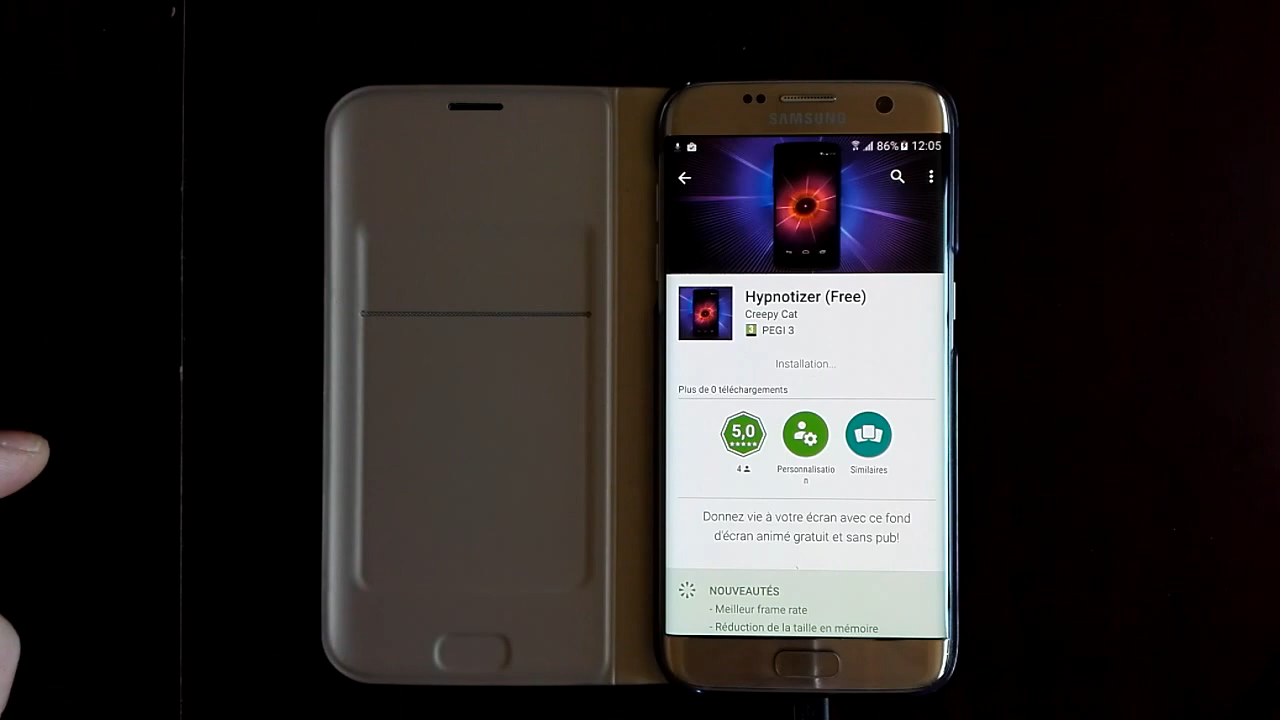 SAMSUNG
86% 12:05
Hypnotizer (Free)
Creepy Cat
3 PEGI 3
Installation...
Plus de 0 téléchargements
5,0
4
Personnalisatio
n
Similaires
Donnez vie à votre écran avec ce fond
d'écran animé gratuit et sans pub!
NOUVEAUTÉS
- Meilleur frame rate
- Réduction de la taille en mémoire